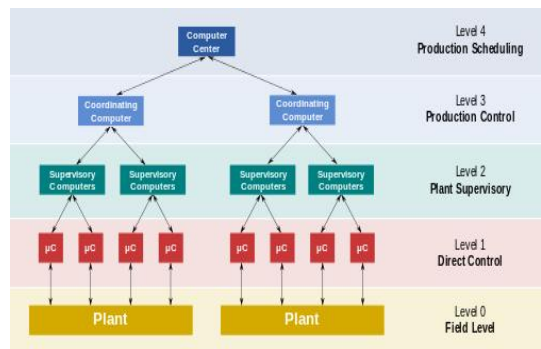 Computer
Center
Level 4
Production Scheduling
Coordinating
Computer
Coordinating
Computer
Level 3
Production Control
Supervisory
Computers
Supervisory
Computers
Supervisory
Computers
Supervisory
Computers
Level 2
Plant Supervisory
µC
µC
µC
µC
µC
µC
µC
µC
Level 1
Direct Control
Plant
Plant
Level 0
Field Level